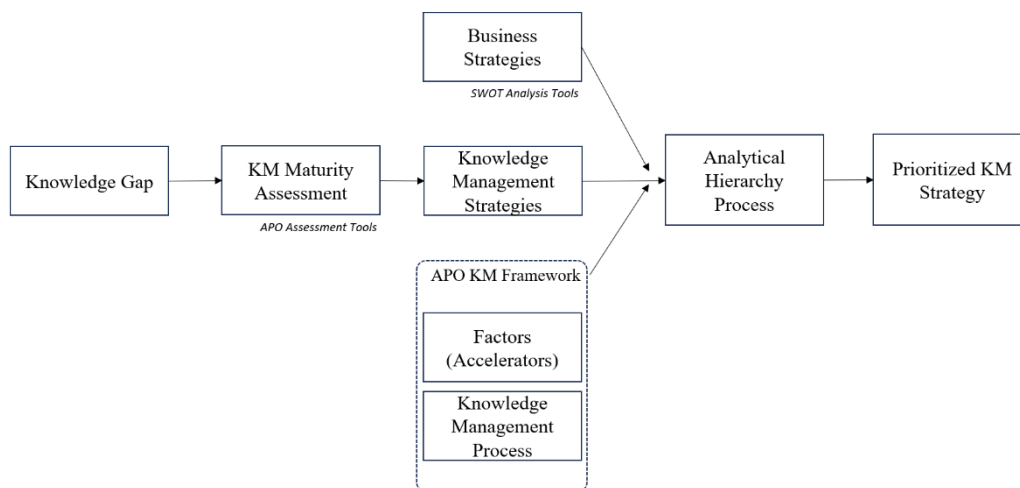 Business
Strategies
SWOT Analysis Tools
Knowledge Gap
KM Maturity
Assessment
APO Assessment Tools
Knowledge
Management
Strategies
Analytical
Hierarchy
Process
Prioritized KM
Strategy
APO KM Framework
Factors
(Accelerators)
Knowledge
Management
Process